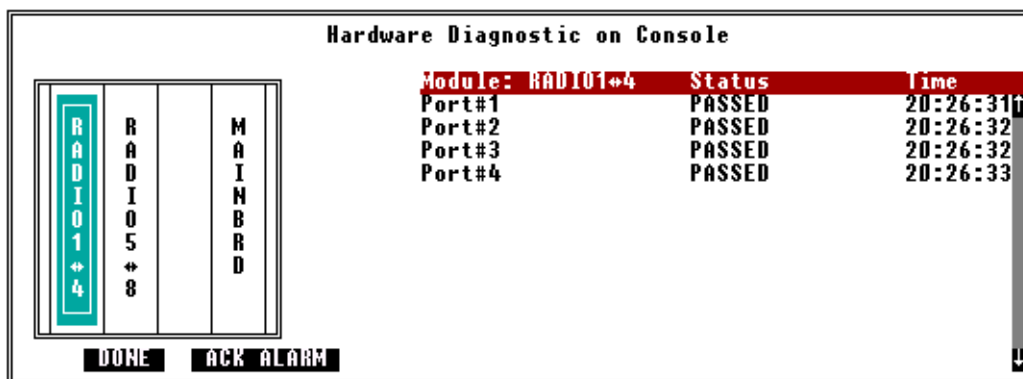 Hardware Diagnostic on Console
Module: RADIO1↔4 Status Time
Port#1 PASSED 20:26:31
Port#2 PASSED 20:26:32
Port#3 PASSED 20:26:32
Port#4 PASSED 20:26:33
RADIO1↔4
RADIO5↔8
MAINBRD
DONE
ACK ALARM